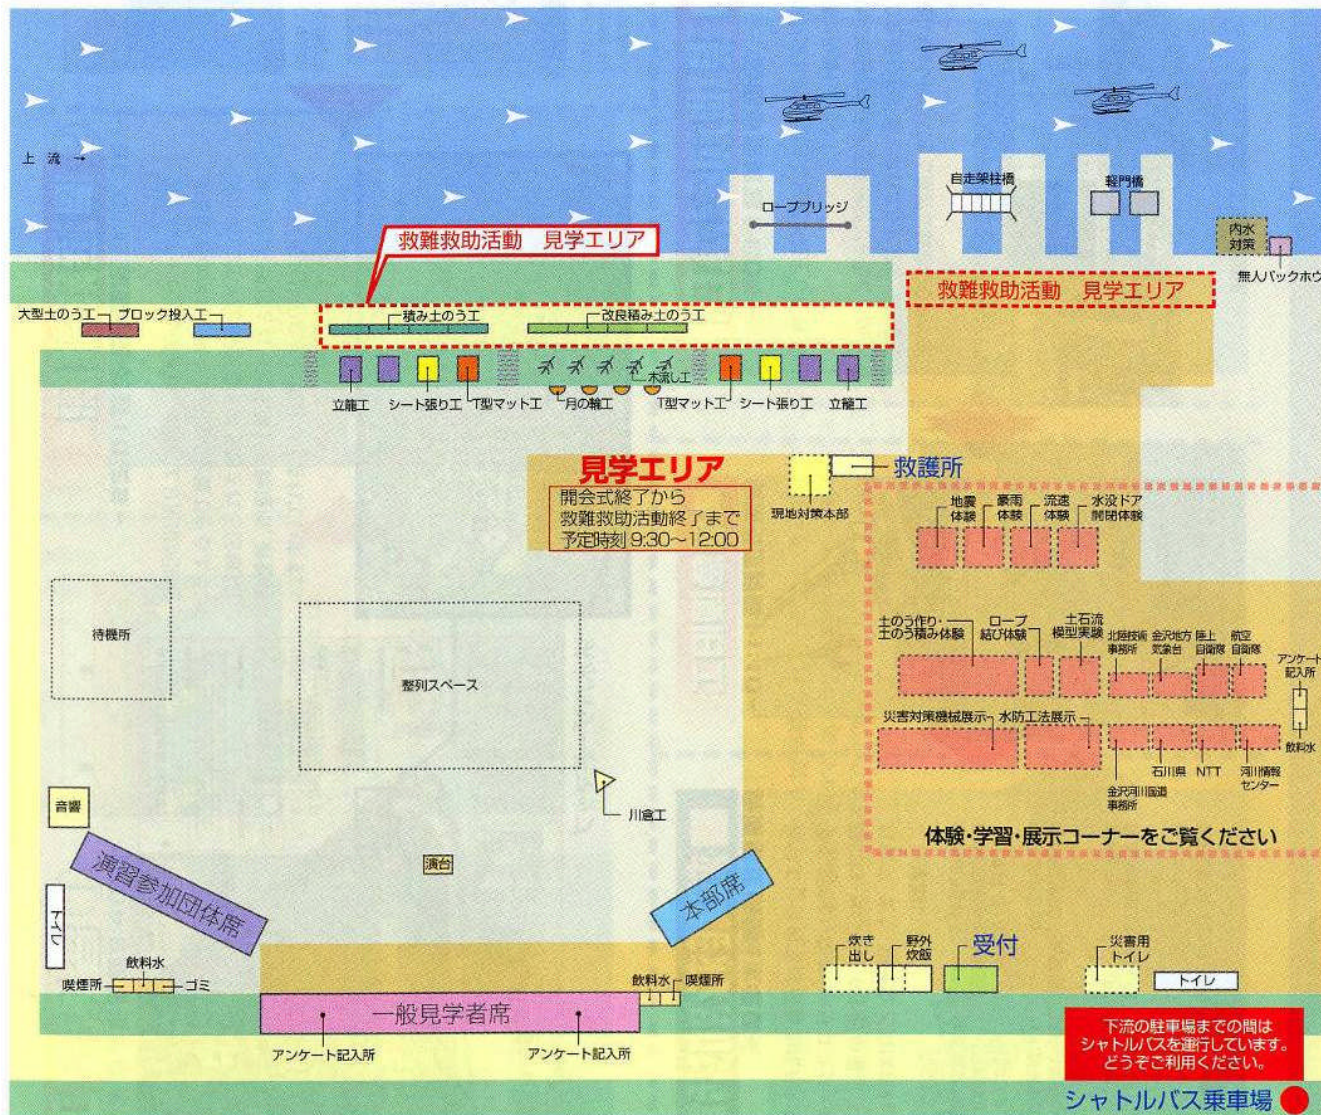 上 流 →
ロープブリッジ
自走架柱橋
軽門橋
内水
対策
無人バックホウ
救難救助活動 見学エリア
救難救助活動 見学エリア
大型土のう工
ブロック投入工
積み土のう工
改良積み土のう工
木流し工
立籠工
シート張り工
T型マット工
月の輪工
T型マット工
シート張り工
立籠工
見学エリア
開会式終了から
救難救助活動終了まで
予定時刻 9:30〜12:00
現地対策本部
救護所
地震
体験
豪雨
体験
流速
体験
水没ドア
開閉体験
待機所
整列スペース
土のう作り・
土のう積み体験
ロープ
結び体験
土石流
模型実験
北陸技術
事務所
金沢地方
気象台
陸上
自衛隊
航空
自衛隊
アンケート
記入所
災害対策機械展示
水防工法展示
飲料水
金沢河川国道
事務所
石川県
NTT
河川情報
センター
体験・学習・展示コーナーをご覧ください
音響
川倉工
演台
演習参加団体席
本部席
トイレ
飲料水
喫煙所
ゴミ
飲料水
喫煙所
炊き
出し
野外
炊飯
受付
災害用
トイレ
トイレ
一般見学者席
アンケート記入所
アンケート記入所
下流の駐車場までの間は
シャトルバスを運行しています。
どうぞご利用ください。
シャトルバス乗車場